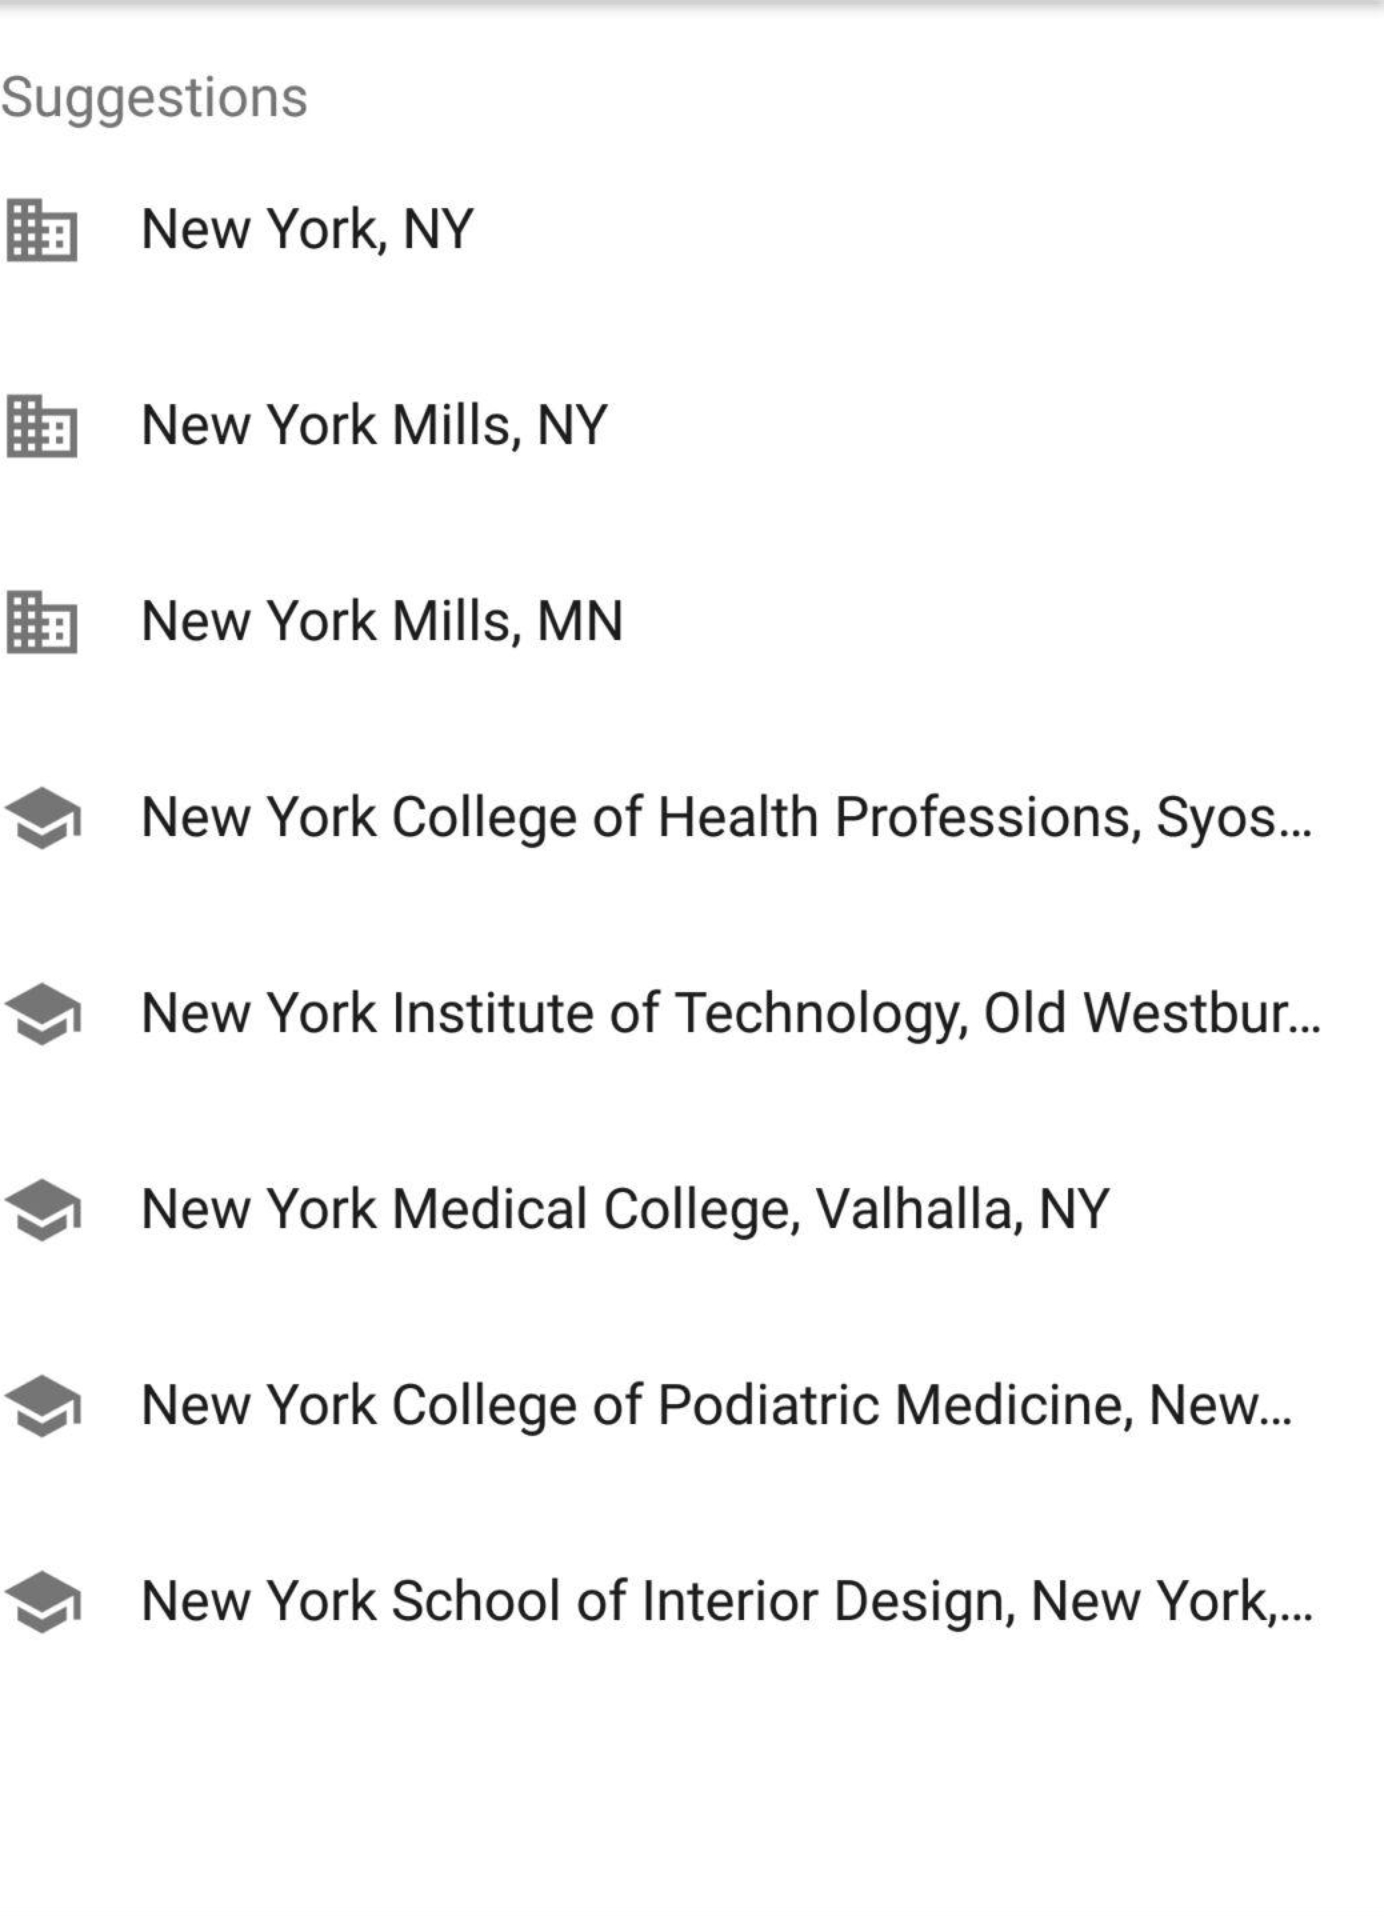 Suggestions
New York, NY
New York Mills, NY
New York Mills, MN
New York College of Health Professions, Syos...
New York Institute of Technology, Old Westbur...
New York Medical College, Valhalla, NY
New York College of Podiatric Medicine, New...
New York School of Interior Design, New York,...